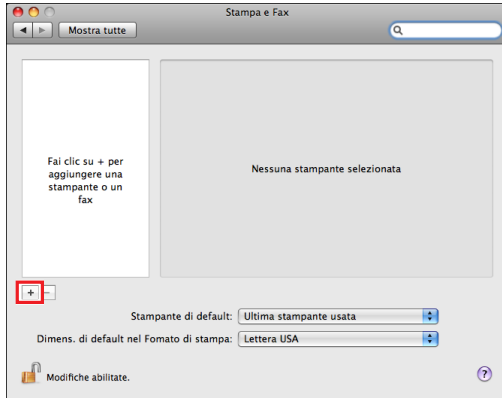 Stampa e Fax
Mostra tutte
Fai clic su + per
aggiungere una
stampante o un
fax
Nessuna stampante selezionata
+ −
Stampante di default: Ultima stampante usata
Dimens. di default nel Fomato di stampa: Lettera USA
Modifiche abilitate.
?